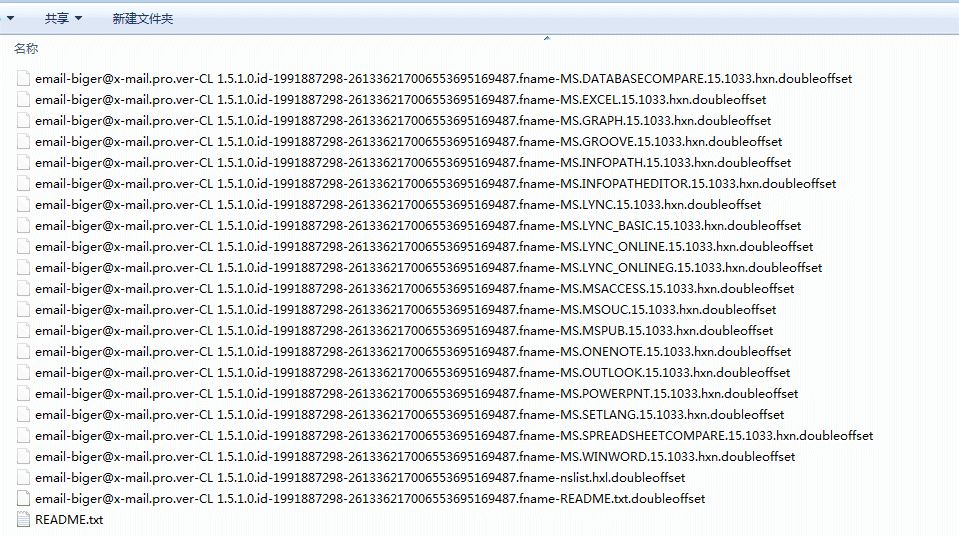 共享 新建文件夹
名称
email-biger@x-mail.pro.ver-CL 1.5.1.0.id-1991887298-261336217006553695169487.fname-MS.DATABASECOMPARE.15.1033.hxn.doubleoffset
email-biger@x-mail.pro.ver-CL 1.5.1.0.id-1991887298-261336217006553695169487.fname-MS.EXCEL.15.1033.hxn.doubleoffset
email-biger@x-mail.pro.ver-CL 1.5.1.0.id-1991887298-261336217006553695169487.fname-MS.GRAPH.15.1033.hxn.doubleoffset
email-biger@x-mail.pro.ver-CL 1.5.1.0.id-1991887298-261336217006553695169487.fname-MS.GROOVE.15.1033.hxn.doubleoffset
email-biger@x-mail.pro.ver-CL 1.5.1.0.id-1991887298-261336217006553695169487.fname-MS.INFOPATH.15.1033.hxn.doubleoffset
email-biger@x-mail.pro.ver-CL 1.5.1.0.id-1991887298-261336217006553695169487.fname-MS.INFOPATHEDITOR.15.1033.hxn.doubleoffset
email-biger@x-mail.pro.ver-CL 1.5.1.0.id-1991887298-261336217006553695169487.fname-MS.LYNC.15.1033.hxn.doubleoffset
email-biger@x-mail.pro.ver-CL 1.5.1.0.id-1991887298-261336217006553695169487.fname-MS.LYNC_BASIC.15.1033.hxn.doubleoffset
email-biger@x-mail.pro.ver-CL 1.5.1.0.id-1991887298-261336217006553695169487.fname-MS.LYNC_ONLINE.15.1033.hxn.doubleoffset
email-biger@x-mail.pro.ver-CL 1.5.1.0.id-1991887298-261336217006553695169487.fname-MS.LYNC_ONLINEG.15.1033.hxn.doubleoffset
email-biger@x-mail.pro.ver-CL 1.5.1.0.id-1991887298-261336217006553695169487.fname-MS.MSACCESS.15.1033.hxn.doubleoffset
email-biger@x-mail.pro.ver-CL 1.5.1.0.id-1991887298-261336217006553695169487.fname-MS.MSOUC.15.1033.hxn.doubleoffset
email-biger@x-mail.pro.ver-CL 1.5.1.0.id-1991887298-261336217006553695169487.fname-MS.MSPUB.15.1033.hxn.doubleoffset
email-biger@x-mail.pro.ver-CL 1.5.1.0.id-1991887298-261336217006553695169487.fname-MS.ONENOTE.15.1033.hxn.doubleoffset
email-biger@x-mail.pro.ver-CL 1.5.1.0.id-1991887298-261336217006553695169487.fname-MS.OUTLOOK.15.1033.hxn.doubleoffset
email-biger@x-mail.pro.ver-CL 1.5.1.0.id-1991887298-261336217006553695169487.fname-MS.POWERPNT.15.1033.hxn.doubleoffset
email-biger@x-mail.pro.ver-CL 1.5.1.0.id-1991887298-261336217006553695169487.fname-MS.SETLANG.15.1033.hxn.doubleoffset
email-biger@x-mail.pro.ver-CL 1.5.1.0.id-1991887298-261336217006553695169487.fname-MS.SPREADSHEETCOMPARE.15.1033.hxn.doubleoffset
email-biger@x-mail.pro.ver-CL 1.5.1.0.id-1991887298-261336217006553695169487.fname-MS.WINWORD.15.1033.hxn.doubleoffset
email-biger@x-mail.pro.ver-CL 1.5.1.0.id-1991887298-261336217006553695169487.fname-nslist.hxl.doubleoffset
email-biger@x-mail.pro.ver-CL 1.5.1.0.id-1991887298-261336217006553695169487.fname-README.txt.doubleoffset
README.txt